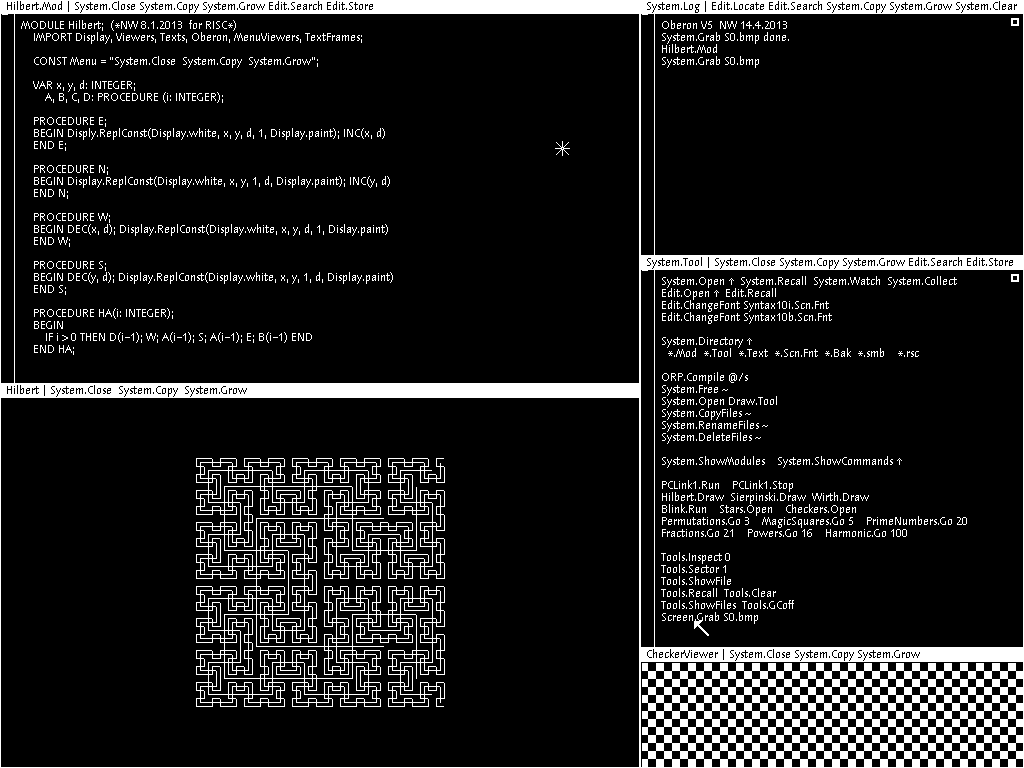 Hilbert.Mod | System.Close System.Copy System.Grow Edit.Search Edit.Store
MODULE Hilbert; (*NW 8.1.2013 for RISC*)
IMPORT Display, Viewers, Texts, Oberon, MenuViewers, TextFrames;
CONST Menu = "System.Close System.Copy System.Grow";
VAR x, y, d: INTEGER;
A, B, C, D: PROCEDURE (i: INTEGER);
PROCEDURE E;
BEGIN Disply.ReplConst(Display.white, x, y, d, 1, Display.paint); INC(x, d)
END E;
PROCEDURE N;
BEGIN Display.ReplConst(Display.white, x, y, 1, d, Display.paint); INC(y, d)
END N;
PROCEDURE W;
BEGIN DEC(x, d); Display.ReplConst(Display.white, x, y, d, 1, Dislay.paint)
END W;
PROCEDURE S;
BEGIN DEC(y, d); Display.ReplConst(Display.white, x, y, 1, d, Display.paint)
END S;
PROCEDURE HA(i: INTEGER);
BEGIN
IF i > 0 THEN D(i-1); W; A(i-1); S; A(i-1); E; B(i-1) END
END HA;
Hilbert | System.Close System.Copy System.Grow
System.Log | Edit.Locate Edit.Search System.Copy System.Grow System.Clear
Oberon V5 NW 14.4.2013
System.Grab S0.bmp done.
Hilbert.Mod
System.Grab S0.bmp
System.Tool | System.Close System.Copy System.Grow Edit.Search Edit.Store
System.Open ↑ System.Recall System.Watch System.Collect
Edit.Open ↑ Edit.Recall
Edit.ChangeFont Syntax10i.Scn.Fnt
Edit.ChangeFont Syntax10b.Scn.Fnt
System.Directory ↑
*.Mod *.Tool *.Text *.Scn.Fnt *.Bak *.smb *.rsc
ORP.Compile @/s
System.Free ~
System.Open Draw.Tool
System.CopyFiles ~
System.RenameFiles ~
System.DeleteFiles ~
System.ShowModules System.ShowCommands ↑
PCLink1.Run PCLink1.Stop
Hilbert.Draw Sierpinski.Draw Wirth.Draw
Blink.Run Stars.Open Checkers.Open
Permutations.Go 3 MagicSquares.Go 5 PrimeNumbers.Go 20
Fractions.Go 21 Powers.Go 16 Harmonic.Go 100
Tools.Inspect 0
Tools.Sector 1
Tools.ShowFile
Tools.Recall Tools.Clear
Tools.ShowFiles Tools.GCoff
Screen.Grab S0.bmp
CheckerViewer | System.Close System.Copy System.Grow